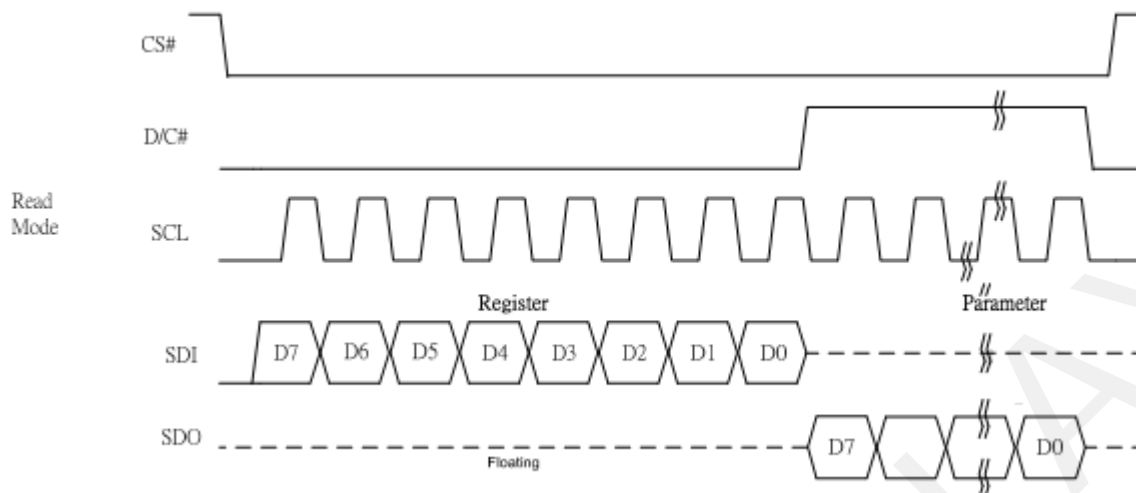 CS#
D/C#
Read
Mode
SCL
Register Parameter
SDI D7 D6 D5 D4 D3 D2 D1 D0
SDO D7 D0
Floating